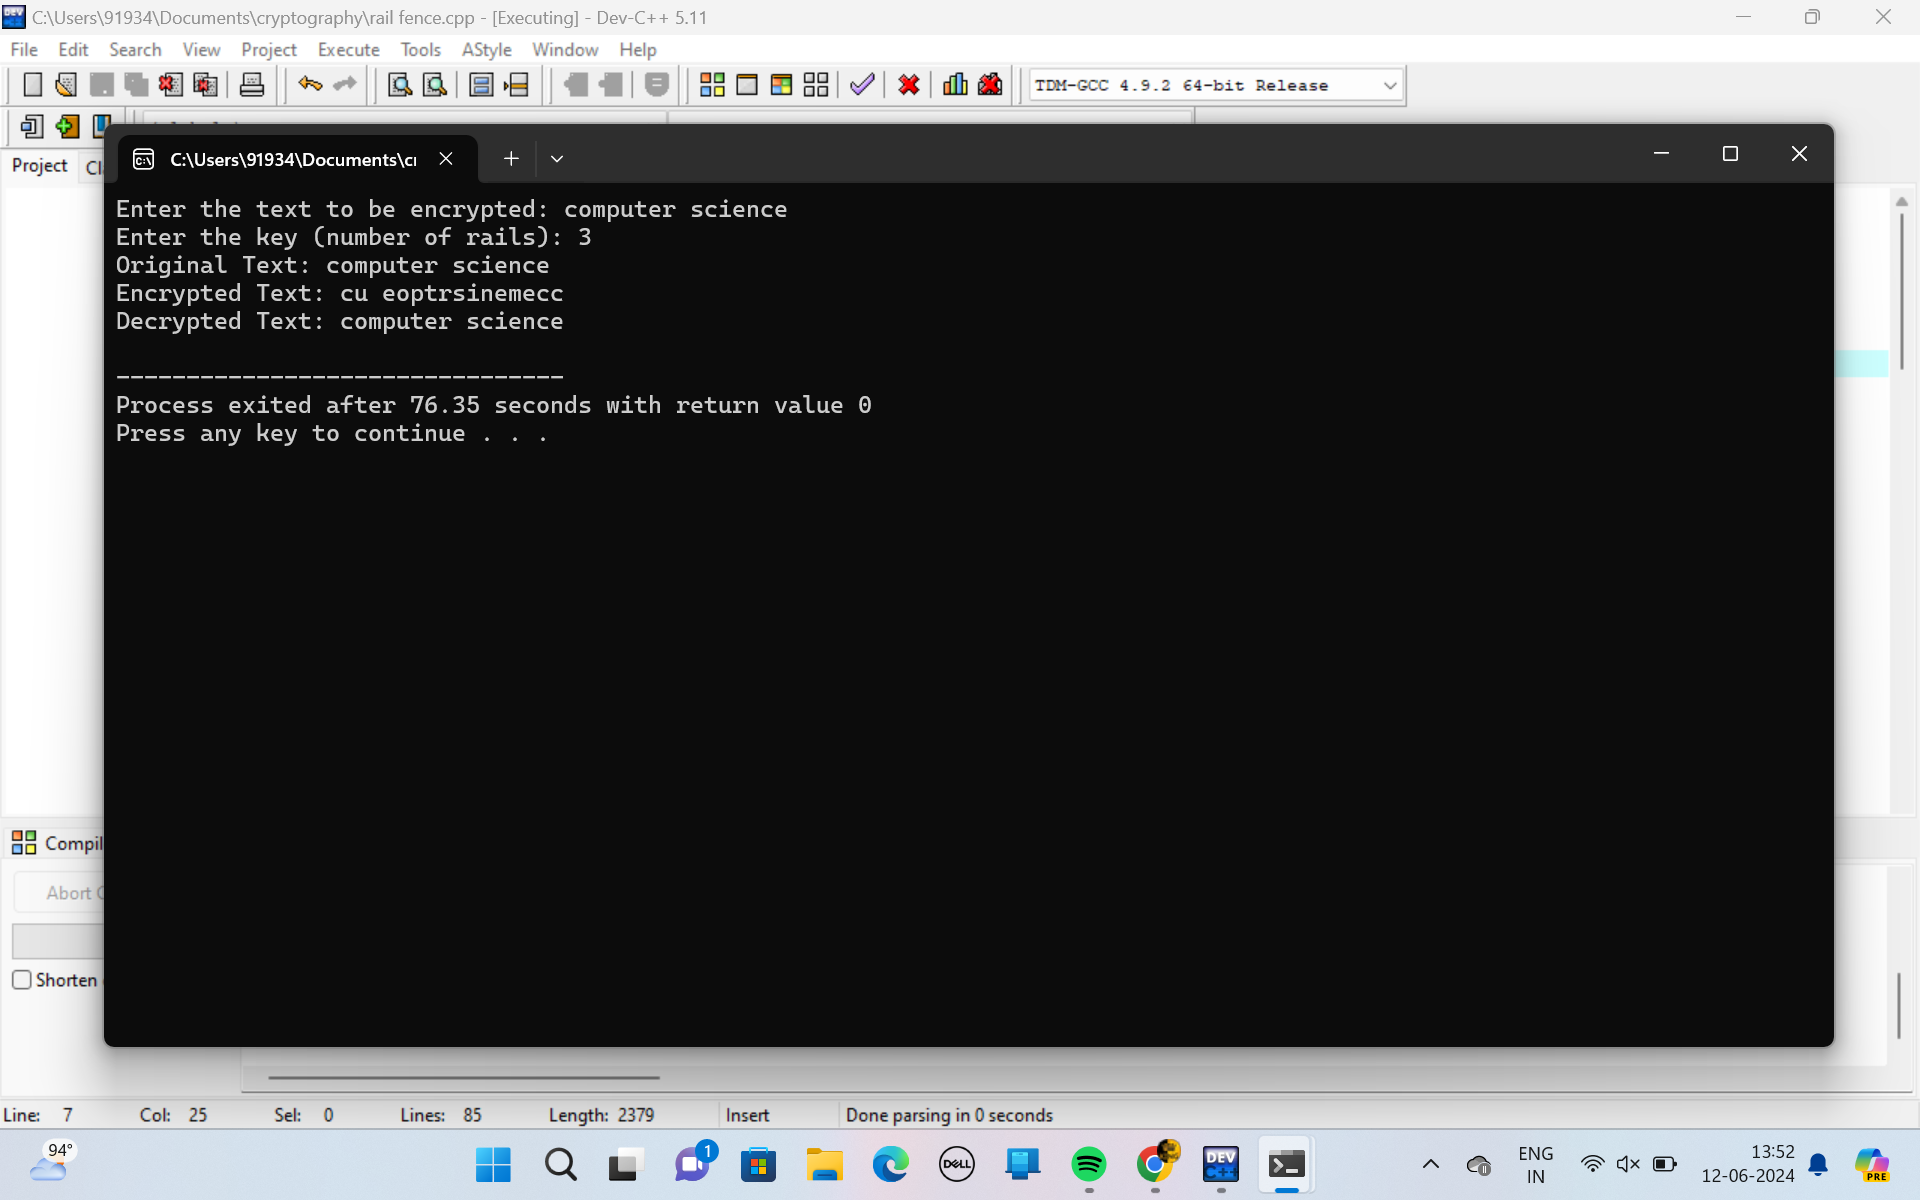 C:\Users\91934\Documents\cryptography\rail fence.cpp - [Executing] - Dev-C++ 5.11
File Edit Search View Project Execute Tools AStyle Window Help
TDM-GCC 4.9.2 64-bit Release
C:\Users\91934\Documents\cr
Project
Enter the text to be encrypted: computer science
Enter the key (number of rails): 3
Original Text: computer science
Encrypted Text: cu eoptrsinemecc
Decrypted Text: computer science
--------------------------------
Process exited after 76.35 seconds with return value 0
Press any key to continue . . .
Compil
Abort
Shorten
Line: 7 Col: 25 Sel: 0 Lines: 85 Length: 2379 Insert Done parsing in 0 seconds
94°
1
DELL
DEV C++
ENG
IN
13:52
12-06-2024
PRE